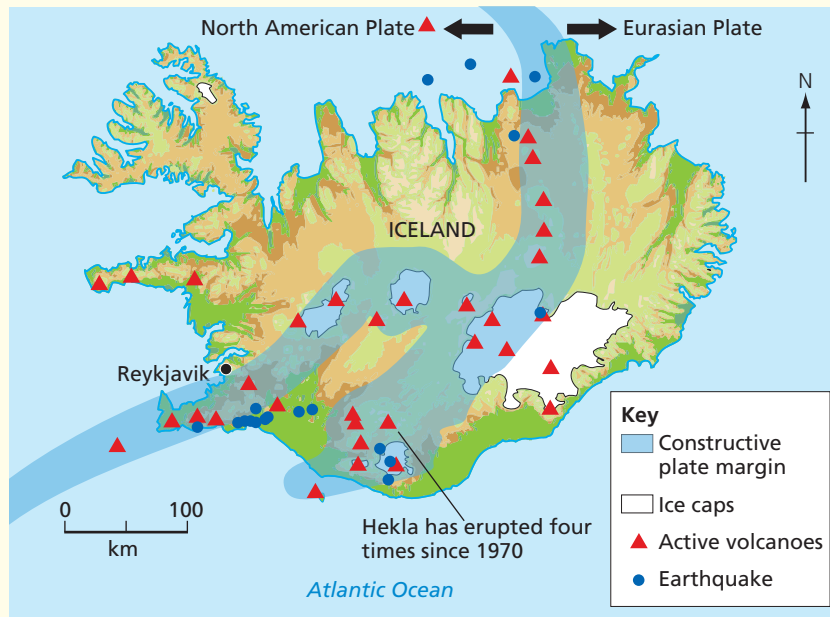 North American Plate
Eurasian Plate
N
ICELAND
Reykjavik
0 100
km
Hekla has erupted four
times since 1970
Atlantic Ocean
Key
Constructive
plate margin
Ice caps
Active volcanoes
Earthquake